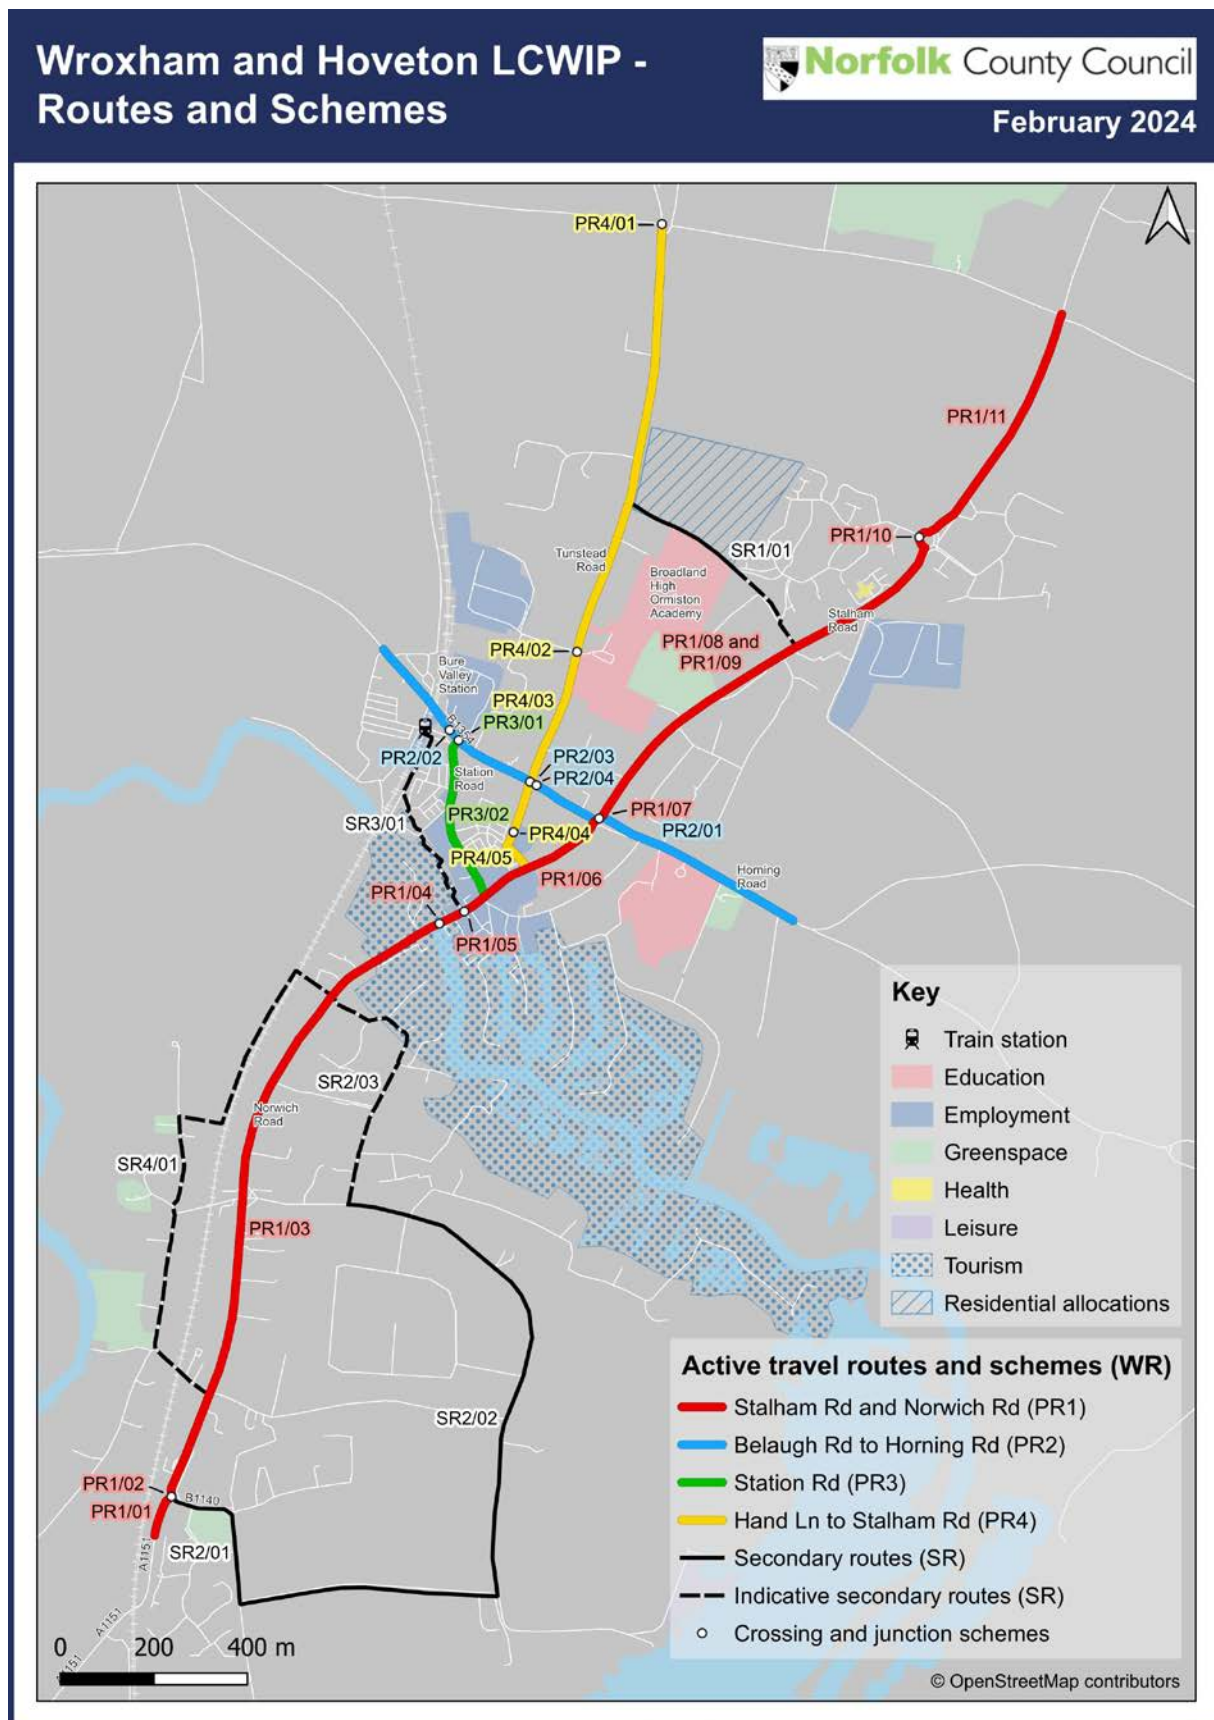 Wroxham and Hoveton LCWIP -
Routes and Schemes
Norfolk County Council
February 2024
PR4/01
PR1/11
PR1/10
SR1/01
Tunstead
Road
Broadland
High
Ormiston
Academy
Stalham
Road
PR1/08 and
PR1/09
PR4/02
Bure
Valley
Station
PR4/03
B1354
PR3/01
PR2/02
PR2/03
PR2/04
Station
Road
PR3/02
PR1/07
PR2/01
SR3/01
PR4/04
PR4/05
PR1/06
Horning
Road
PR1/04
PR1/05
SR2/03
Norwich
Road
SR4/01
PR1/03
SR2/02
PR1/02
B1140
PR1/01
SR2/01
A1151
A1151
A1151
Key
Train station
Education
Employment
Greenspace
Health
Leisure
Tourism
Residential allocations
Active travel routes and schemes (WR)
Stalham Rd and Norwich Rd (PR1)
Belaugh Rd to Horning Rd (PR2)
Station Rd (PR3)
Hand Ln to Stalham Rd (PR4)
Secondary routes (SR)
Indicative secondary routes (SR)
Crossing and junction schemes
0 200 400 m
© OpenStreetMap contributors